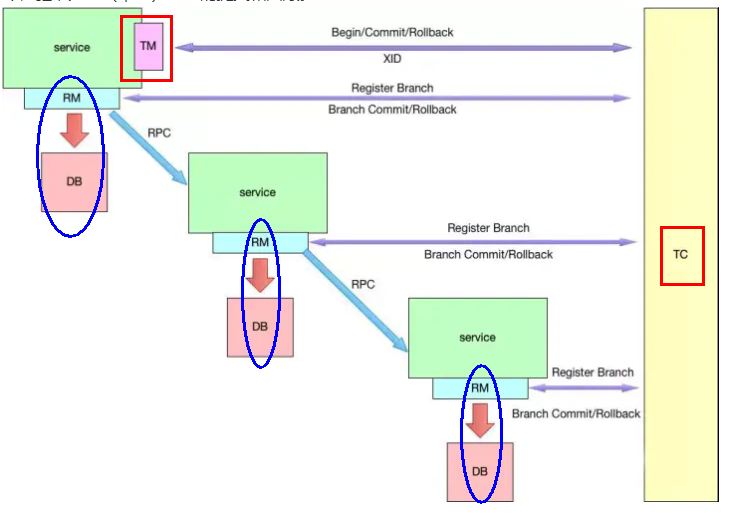 service
TM
Begin/Commit/Rollback
XID
RM
Register Branch
Branch Commit/Rollback
RPC
DB
service
RM
Register Branch
Branch Commit/Rollback
TC
RPC
DB
service
RM
Register Branch
Branch Commit/Rollback
DB